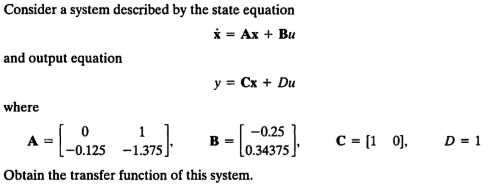 Consider a system described by the state equation
ẋ = Ax + Bu
and output equation
y = Cx + Du
where
A = [0 1; -0.125 -1.375], B = [-0.25; 0.34375], C = [1 0], D = 1
Obtain the transfer function of this system.